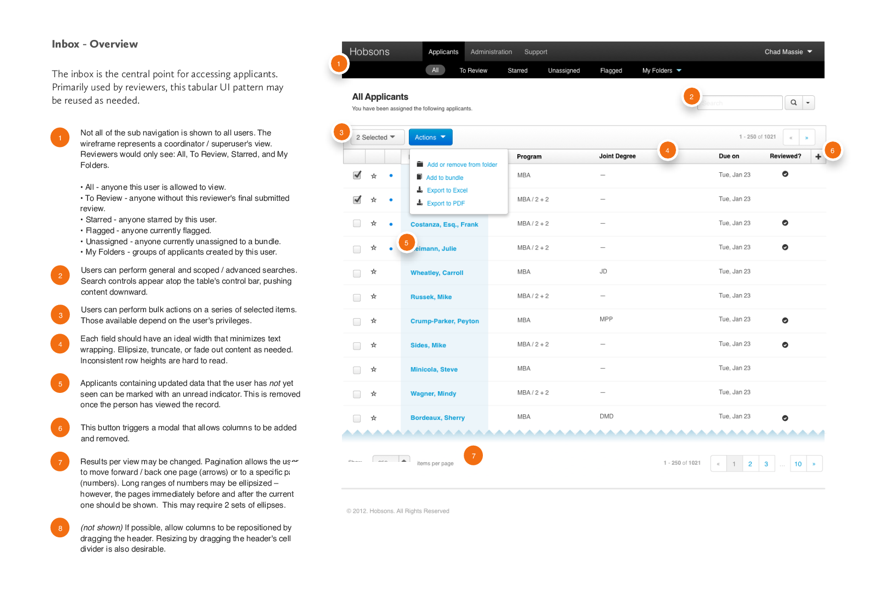 Inbox - Overview
The inbox is the central point for accessing applicants.
Primarily used by reviewers, this tabular UI pattern may
be reused as needed.
1
Not all of the sub navigation is shown to all users. The
wireframe represents a coordinator / superuser's view.
Reviewers would only see: All, To Review, Starred, and My
Folders.
• All - anyone this user is allowed to view.
• To Review - anyone without this reviewer's final submitted
review.
• Starred - anyone starred by this user.
• Flagged - anyone currently flagged.
• Unassigned - anyone currently unassigned to a bundle.
• My Folders - groups of applicants created by this user.
2
Users can perform general and scoped / advanced searches.
Search controls appear atop the table's control bar, pushing
content downward.
3
Users can perform bulk actions on a series of selected items.
Those available depend on the user's privileges.
4
Each field should have an ideal width that minimizes text
wrapping. Ellipsize, truncate, or fade out content as needed.
Inconsistent row heights are hard to read.
5
Applicants containing updated data that the user has not yet
seen can be marked with an unread indicator. This is removed
once the person has viewed the record.
6
This button triggers a modal that allows columns to be added
and removed.
7
Results per view may be changed. Pagination allows the user
to move forward / back one page (arrows) or to a specific
(numbers). Long ranges of numbers may be ellipsized –
however, the pages immediately before and after the current
one should be shown. This may require 2 sets of ellipses.
8
(not shown) If possible, allow columns to be repositioned by
dragging the header. Resizing by dragging the header's cell
divider is also desirable.
Hobsons Applicants Administration Support Chad Massie
1
All To Review Starred Unassigned Flagged My Folders
All Applicants
You have been assigned the following applicants.
2
3
2 Selected Actions 1 - 250 of 1021 « »
Program Joint Degree 4 Due on Reviewed? + 6
Add or remove from folder
Add to bundle
Export to Excel
Export to PDF
MBA — Tue, Jan 23
MBA / 2 + 2 — Tue, Jan 23
Costanza, Esq., Frank MBA / 2 + 2 — Tue, Jan 23
5
Julie MBA / 2 + 2 — Tue, Jan 23
Wheatley, Carroll MBA JD Tue, Jan 23
Russek, Mike MBA / 2 + 2 — Tue, Jan 23
Crump-Parker, Peyton MBA MPP Tue, Jan 23
Sides, Mike MBA / 2 + 2 — Tue, Jan 23
Minicola, Steve MBA — Tue, Jan 23
Wagner, Mindy MBA / 2 + 2 — Tue, Jan 23
Bordeaux, Sherry MBA DMD Tue, Jan 23
items per page 7 1 - 250 of 1021 « 1 2 3 ... 10 »
© 2012. Hobsons. All Rights Reserved